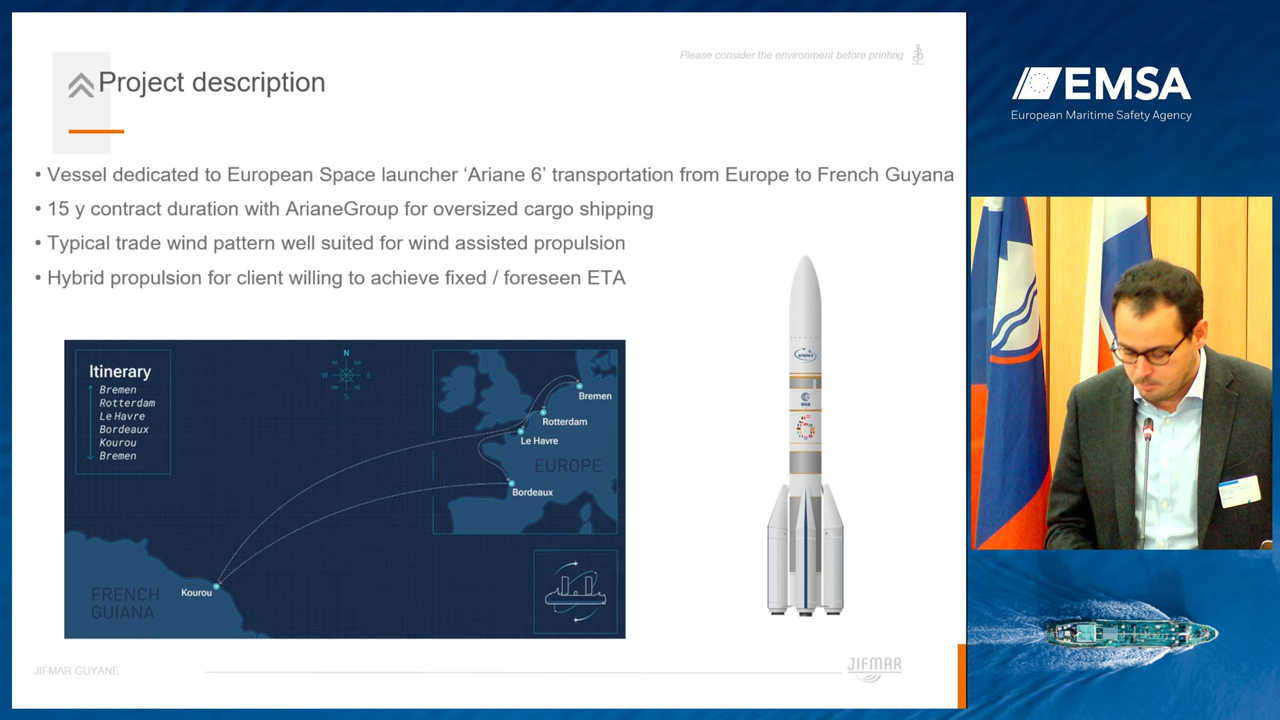 Please consider the environment before printing
Project description
• Vessel dedicated to European Space launcher ‘Ariane 6’ transportation from Europe to French Guyana
• 15 y contract duration with ArianeGroup for oversized cargo shipping
• Typical trade wind pattern well suited for wind assisted propulsion
• Hybrid propulsion for client willing to achieve fixed / foreseen ETA
Itinerary
Bremen
Rotterdam
Le Havre
Bordeaux
Kourou
Bremen
N
W
E
S
Bremen
Rotterdam
Le Havre
EUROPE
Bordeaux
Kourou
FRENCH
GUIANA
esa
JIFMAR GUYANE
JIFMAR
EMSA
European Maritime Safety Agency